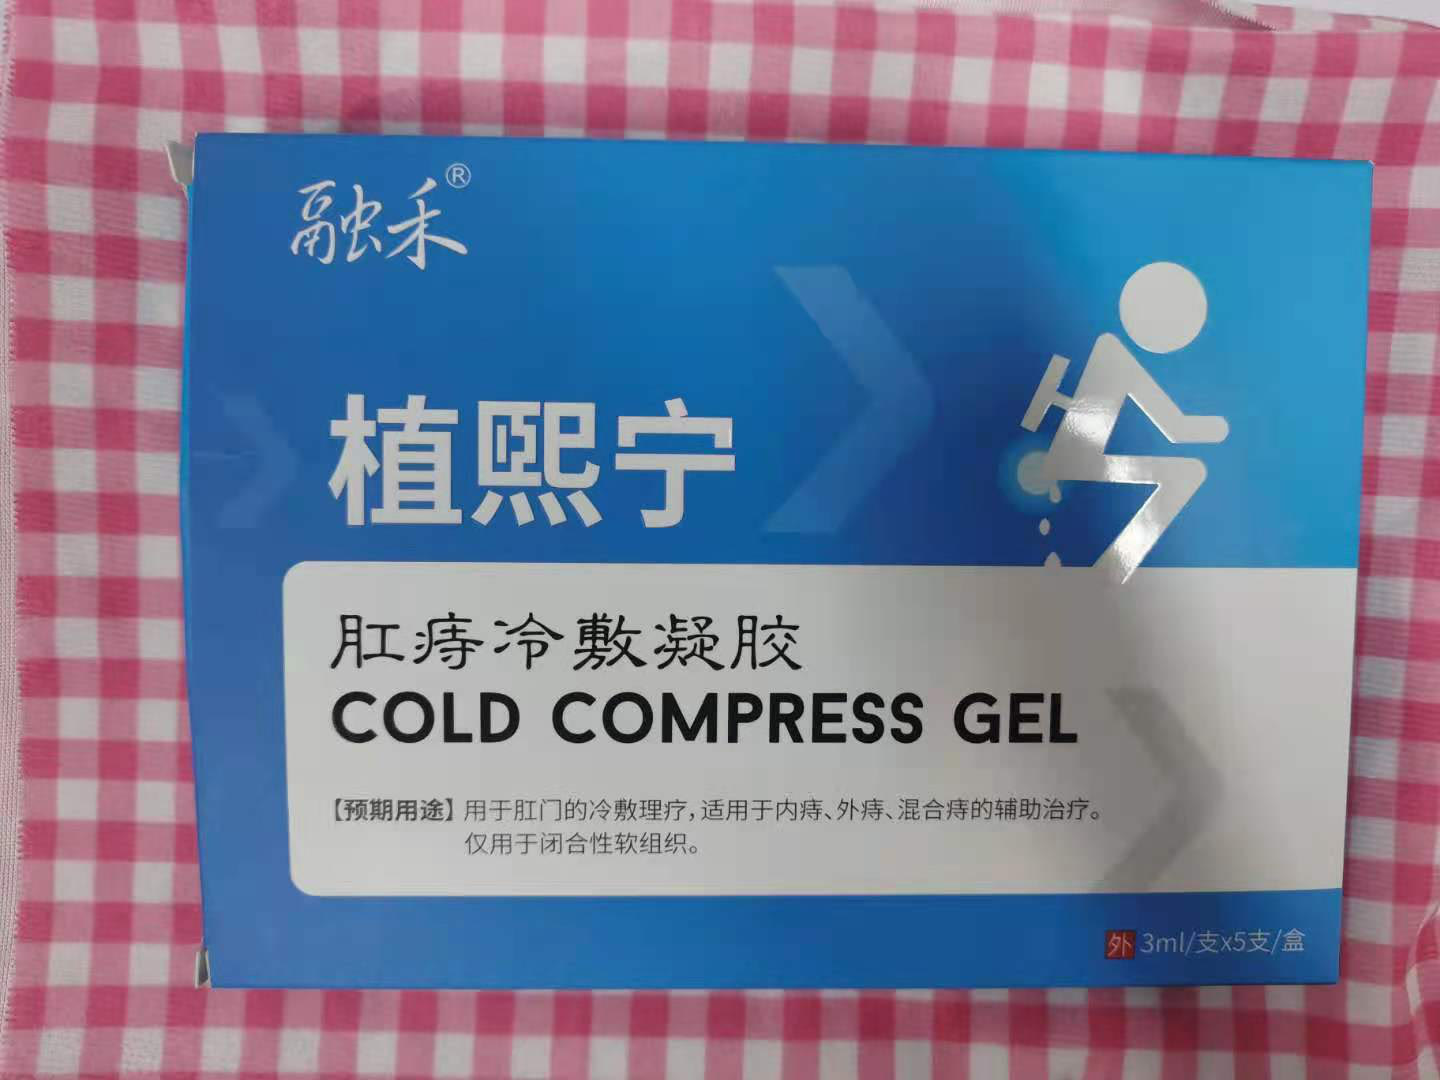 融禾®
植熙宁
肛痔冷敷凝胶
COLD COMPRESS GEL
【预期用途】用于肛门的冷敷理疗,适用于内痔、外痔、混合痔的辅助治疗。
仅用于闭合性软组织。
外 3ml/支x5支/盒